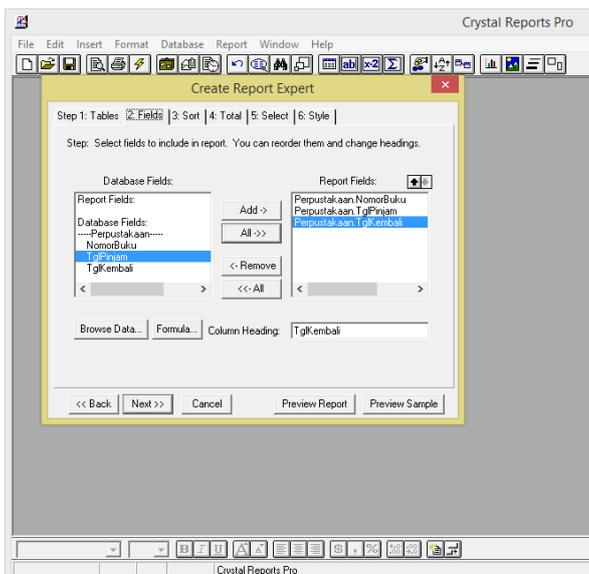 Crystal Reports Pro
File Edit Insert Format Database Report Window Help
ab x-2 Σ
Create Report Expert
Step 1: Tables 2: Fields 3: Sort 4: Total 5: Select 6: Style
Step: Select fields to include in report. You can reorder them and change headings.
Database Fields:
Report Fields:
Database Fields:
-----Perpustakaan-----
NomorBuku
TglPinjam
TglKembali
Add ->
All ->>
<- Remove
<<- All
Report Fields:
Perpustakaan.NomorBuku
Perpustakaan.TglPinjam
Perpustakaan.TglKembali
Browse Data... Formula... Column Heading: TglKembali
<< Back Next >> Cancel Preview Report Preview Sample
B I U A A $ , %
Crystal Reports Pro